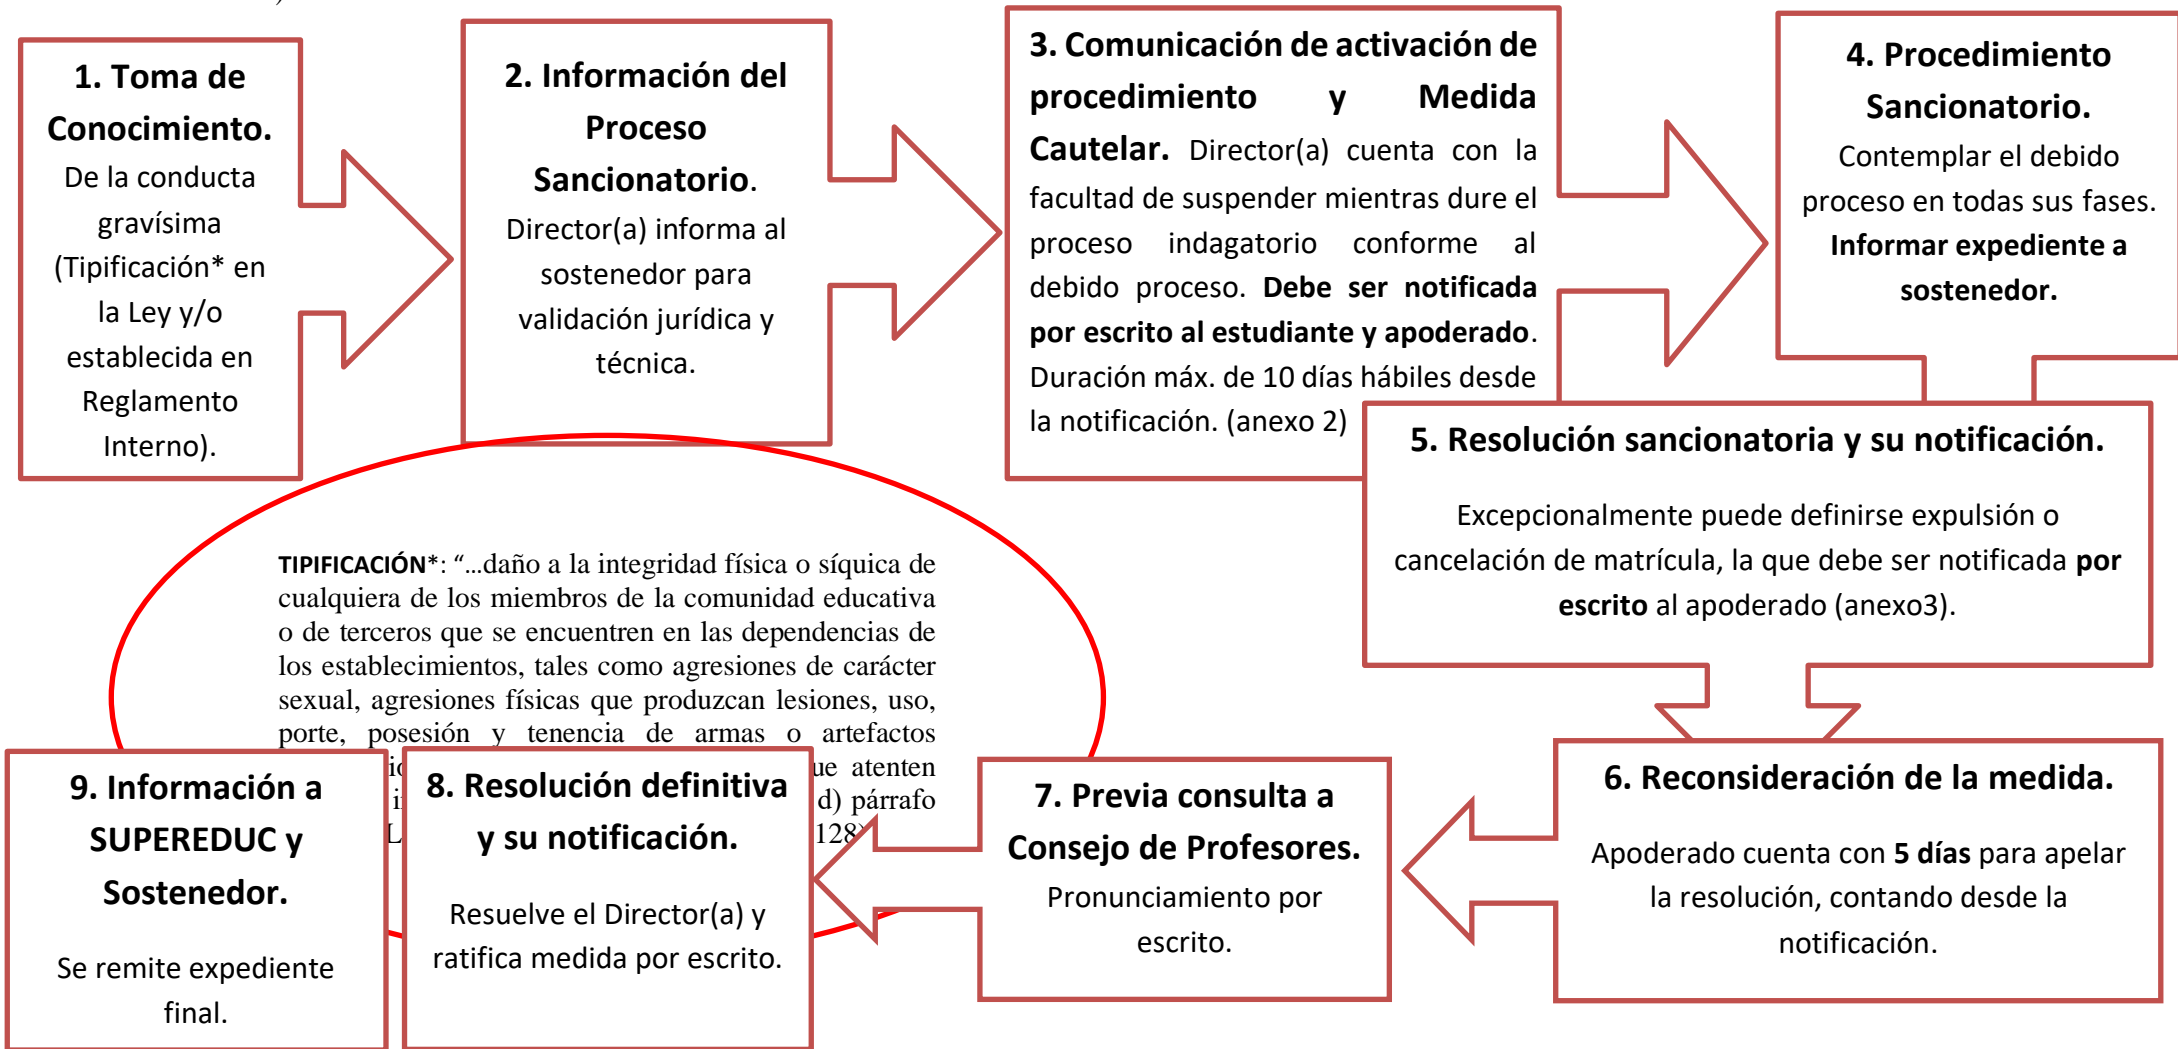 1. Toma de
Conocimiento.
De la conducta
gravísima
(Tipificación* en
la Ley y/o
establecida en
Reglamento
Interno).
2. Información del
Proceso
Sancionatorio.
Director(a) informa al
sostenedor para
validación jurídica y
técnica.
3. Comunicación de activación de
procedimiento y Medida
Cautelar. Director(a) cuenta con la
facultad de suspender mientras dure el
proceso indagatorio conforme al
debido proceso. Debe ser notificada
por escrito al estudiante y apoderado.
Duración máx. de 10 días hábiles desde
la notificación. (anexo 2)
4. Procedimiento
Sancionatorio.
Contemplar el debido
proceso en todas sus fases.
Informar expediente a
sostenedor.
5. Resolución sancionatoria y su notificación.
Excepcionalmente puede definirse expulsión o
cancelación de matrícula, la que debe ser notificada por
escrito al apoderado (anexo3).
TIPIFICACIÓN*: “...daño a la integridad física o síquica de
cualquiera de los miembros de la comunidad educativa
o de terceros que se encuentren en las dependencias de
los establecimientos, tales como agresiones de carácter
sexual, agresiones físicas que produzcan lesiones, uso,
porte, posesión y tenencia de armas o artefactos
atenten
d) párrafo
128)
6. Reconsideración de la medida.
Apoderado cuenta con 5 días para apelar
la resolución, contando desde la
notificación.
7. Previa consulta a
Consejo de Profesores.
Pronunciamiento por
escrito.
8. Resolución definitiva
y su notificación.
Resuelve el Director(a) y
ratifica medida por escrito.
9. Información a
SUPEREDUC y
Sostenedor.
Se remite expediente
final.